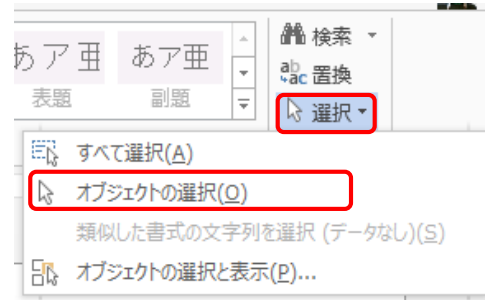 検索
あア亜 あア亜
置換
表題 副題
選択
すべて選択(A)
オブジェクトの選択(O)
類似した書式の文字列を選択 (データなし)(S)
オブジェクトの選択と表示(P)...